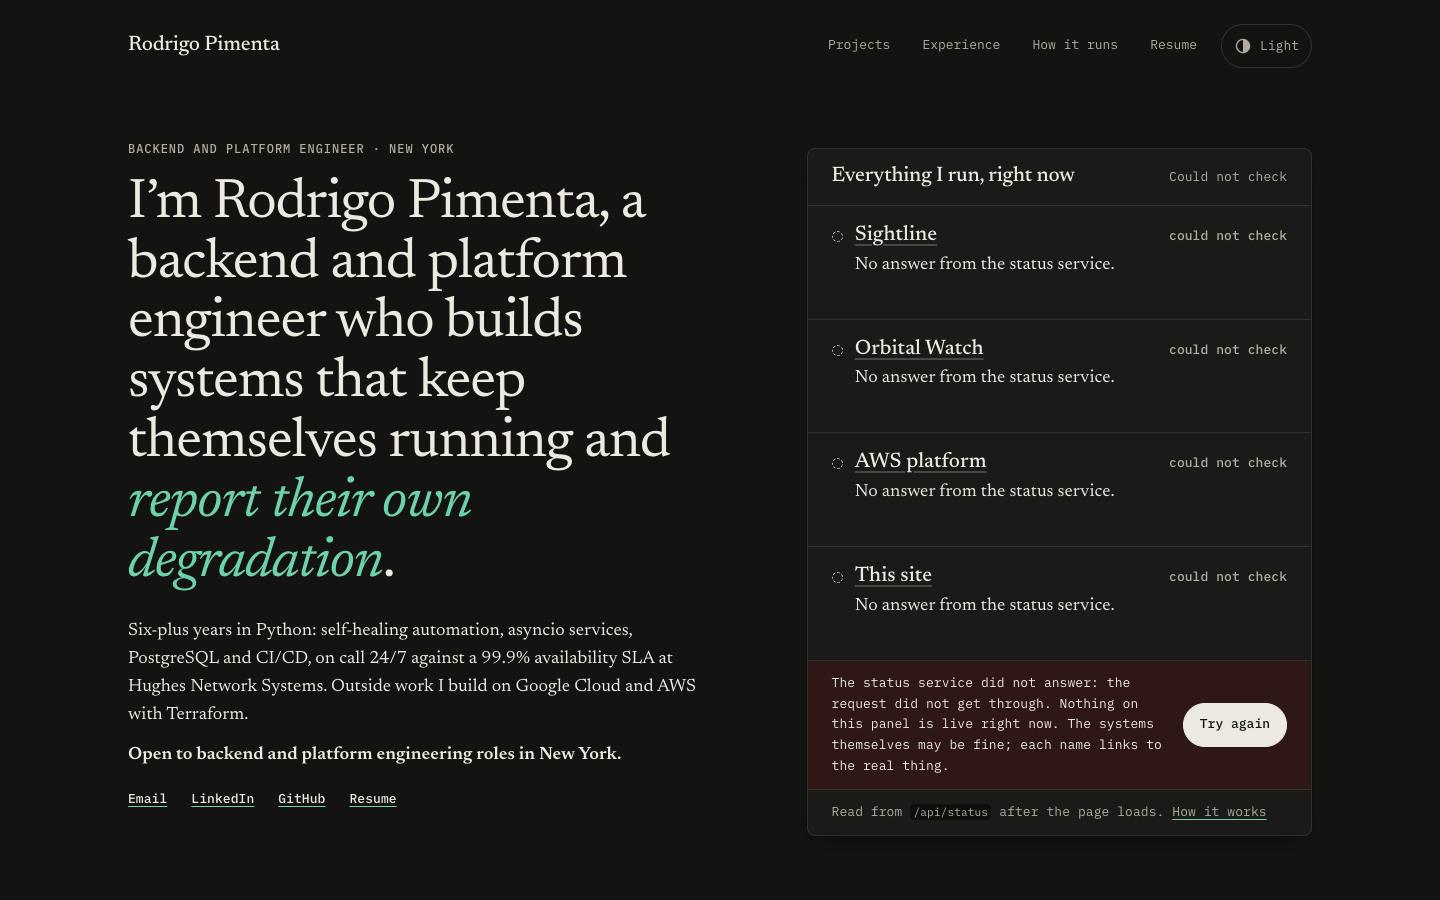 Rodrigo Pimenta
Projects
Experience
How it runs
Resume
Light
BACKEND AND PLATFORM ENGINEER · NEW YORK
I’m Rodrigo Pimenta, a
backend and platform
engineer who builds
systems that keep
themselves running and
report their own
degradation.
Six-plus years in Python: self-healing automation, asyncio services,
PostgreSQL and CI/CD, on call 24/7 against a 99.9% availability SLA at
Hughes Network Systems. Outside work I build on Google Cloud and AWS
with Terraform.
Open to backend and platform engineering roles in New York.
Email
LinkedIn
GitHub
Resume
Everything I run, right now
Could not check
Sightline
could not check
No answer from the status service.
Orbital Watch
could not check
No answer from the status service.
AWS platform
could not check
No answer from the status service.
This site
could not check
No answer from the status service.
The status service did not answer: the
request did not get through. Nothing on
this panel is live right now. The systems
themselves may be fine; each name links to
the real thing.
Try again
Read from /api/status after the page loads. How it works